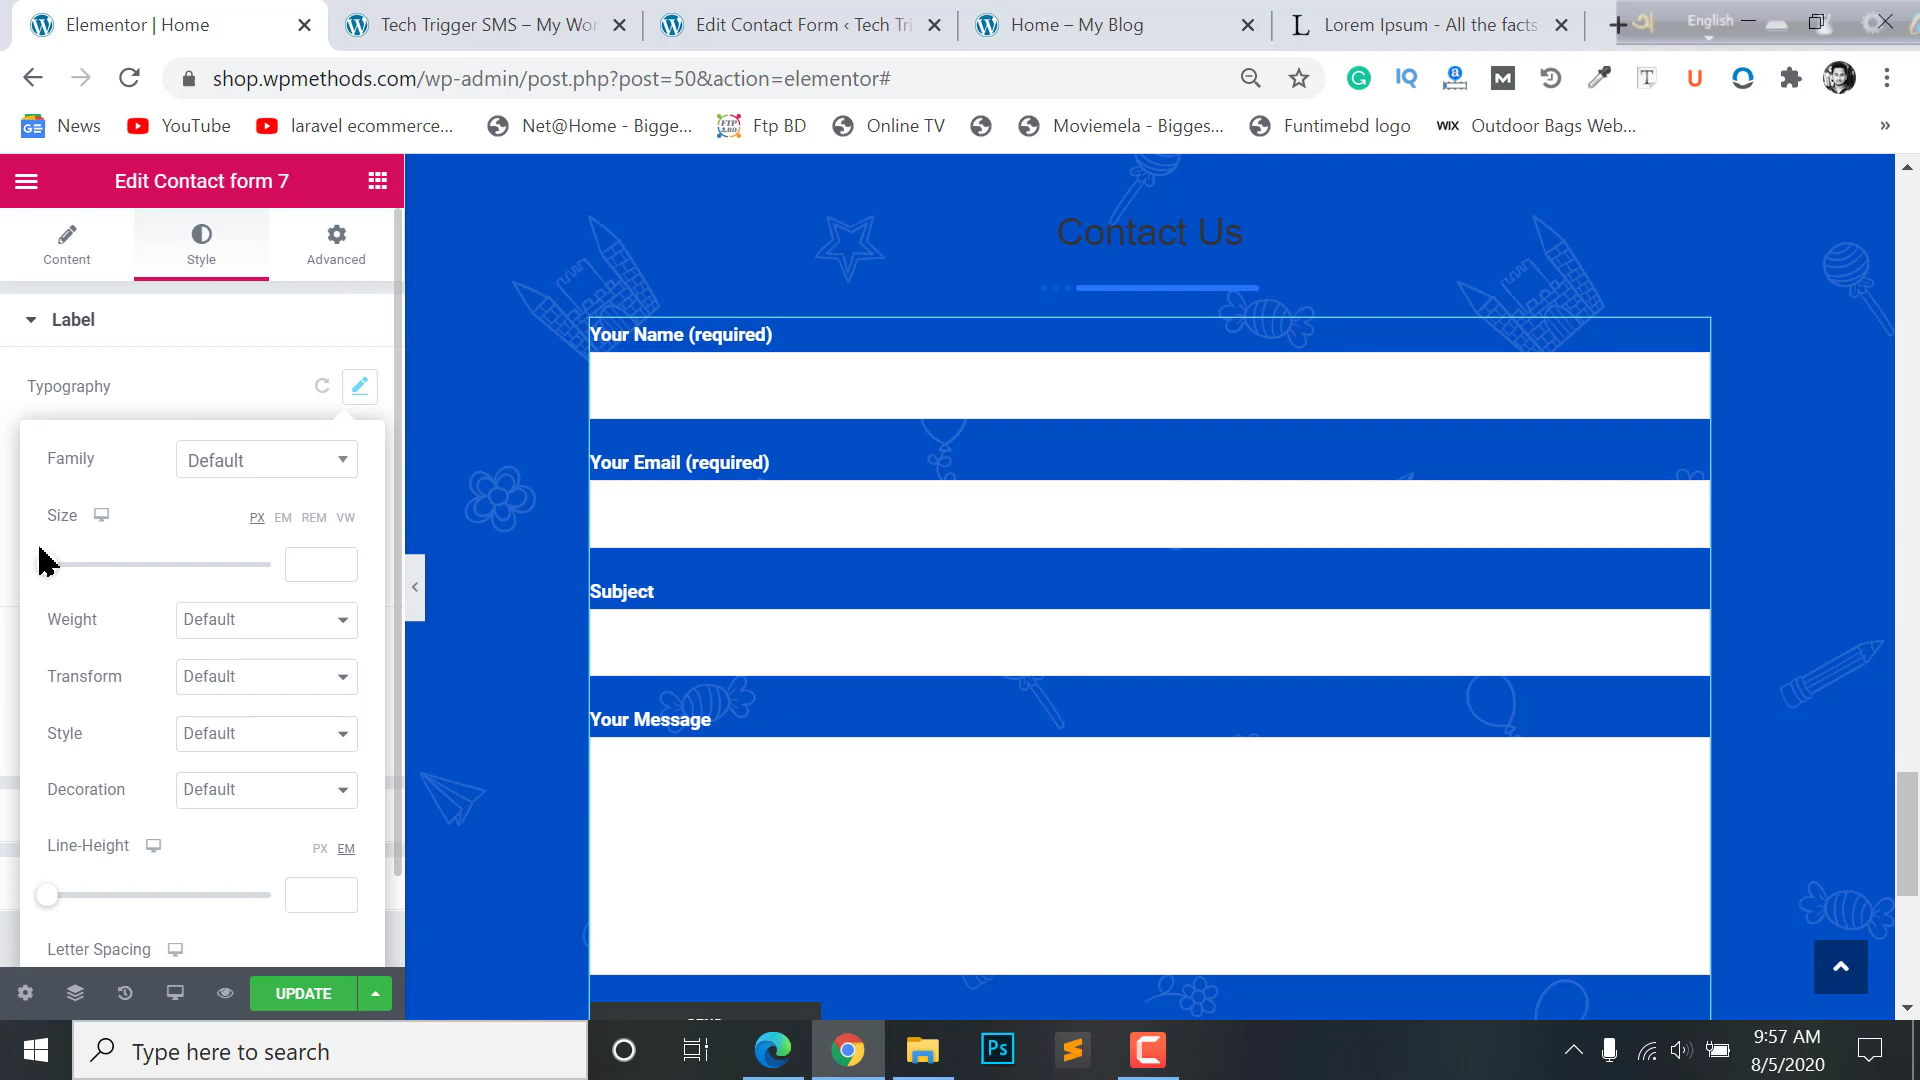 Elementor | Home
Tech Trigger SMS – My Wor
Edit Contact Form ‹ Tech Tri
Home – My Blog
L Lorem Ipsum - All the facts
English
shop.wpmethods.com/wp-admin/post.php?post=50&action=elementor#
News
YouTube
laravel ecommerce...
Net@Home - Bigge...
Ftp BD
Online TV
Moviemela - Bigges...
Funtimebd logo
WIX Outdoor Bags Web...
»
Edit Contact form 7
Content
Style
Advanced
Label
Typography
Family
Default
Size
PX EM REM VW
Weight
Default
Transform
Default
Style
Default
Decoration
Default
Line-Height
PX EM
Letter Spacing
UPDATE
Contact Us
Your Name (required)
Your Email (required)
Subject
Your Message
Type here to search
Ps
9:57 AM
8/5/2020